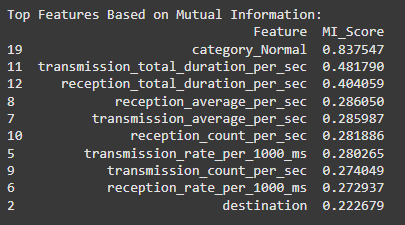 Top Features Based on Mutual Information:
Feature MI_Score
19 category_Normal 0.837547
11 transmission_total_duration_per_sec 0.481790
12 reception_total_duration_per_sec 0.404059
8 reception_average_per_sec 0.286050
7 transmission_average_per_sec 0.285987
10 reception_count_per_sec 0.281886
5 transmission_rate_per_1000_ms 0.280265
9 transmission_count_per_sec 0.274049
6 reception_rate_per_1000_ms 0.272937
2 destination 0.222679